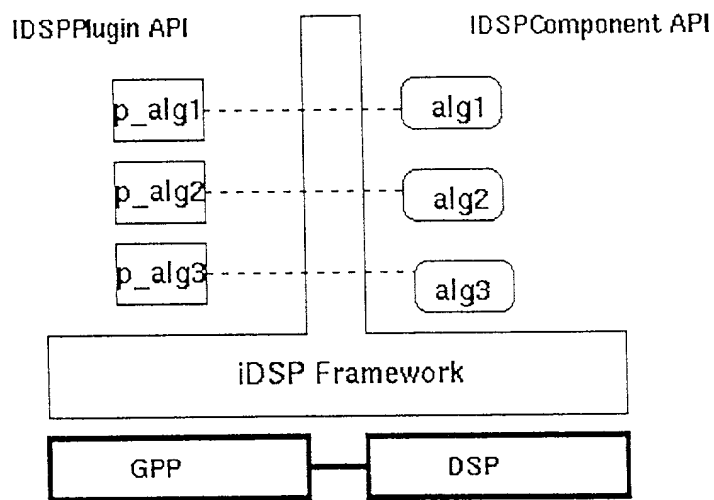 IDSPPlugin API
IDSPComponent API
p_alg1
alg1
p_alg2
alg2
p_alg3
alg3
iDSP Framework
GPP
DSP